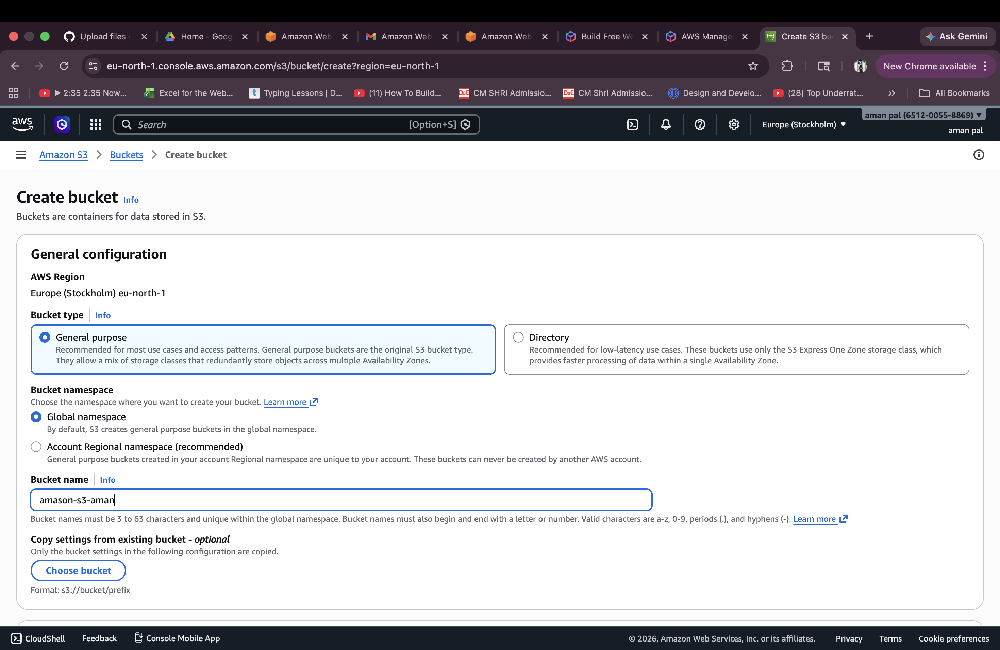 Upload files ·
Home - Goog
Amazon Web
Amazon Web
Amazon Web
Build Free We
AWS Manage
Create S3 bu
Ask Gemini
eu-north-1.console.aws.amazon.com/s3/bucket/create?region=eu-north-1
New Chrome available
2:35 2:35 Now...
Excel for the Web...
Typing Lessons | D...
(11) How To Build...
DoE CM SHRI Admissio...
DoE CM Shri Admissio...
Design and Develo...
(28) Top Underrat...
All Bookmarks
aws
Search
[Option+S]
Europe (Stockholm)
aman pal (6512-0055-8869)
aman pal
Amazon S3
Buckets
Create bucket
Create bucket Info
Buckets are containers for data stored in S3.
General configuration
AWS Region
Europe (Stockholm) eu-north-1
Bucket type Info
General purpose
Recommended for most use cases and access patterns. General purpose buckets are the original S3 bucket type.
They allow a mix of storage classes that redundantly store objects across multiple Availability Zones.
Directory
Recommended for low-latency use cases. These buckets use only the S3 Express One Zone storage class, which
provides faster processing of data within a single Availability Zone.
Bucket namespace
Choose the namespace where you want to create your bucket. Learn more
Global namespace
By default, S3 creates general purpose buckets in the global namespace.
Account Regional namespace (recommended)
General purpose buckets created in your account Regional namespace are unique to your account. These buckets can never be created by another AWS account.
Bucket name Info
amason-s3-aman
Bucket names must be 3 to 63 characters and unique within the global namespace. Bucket names must also begin and end with a letter or number. Valid characters are a-z, 0-9, periods (.), and hyphens (-). Learn more
Copy settings from existing bucket - optional
Only the bucket settings in the following configuration are copied.
Choose bucket
Format: s3://bucket/prefix
CloudShell
Feedback
Console Mobile App
© 2026, Amazon Web Services, Inc. or its affiliates.
Privacy
Terms
Cookie preferences